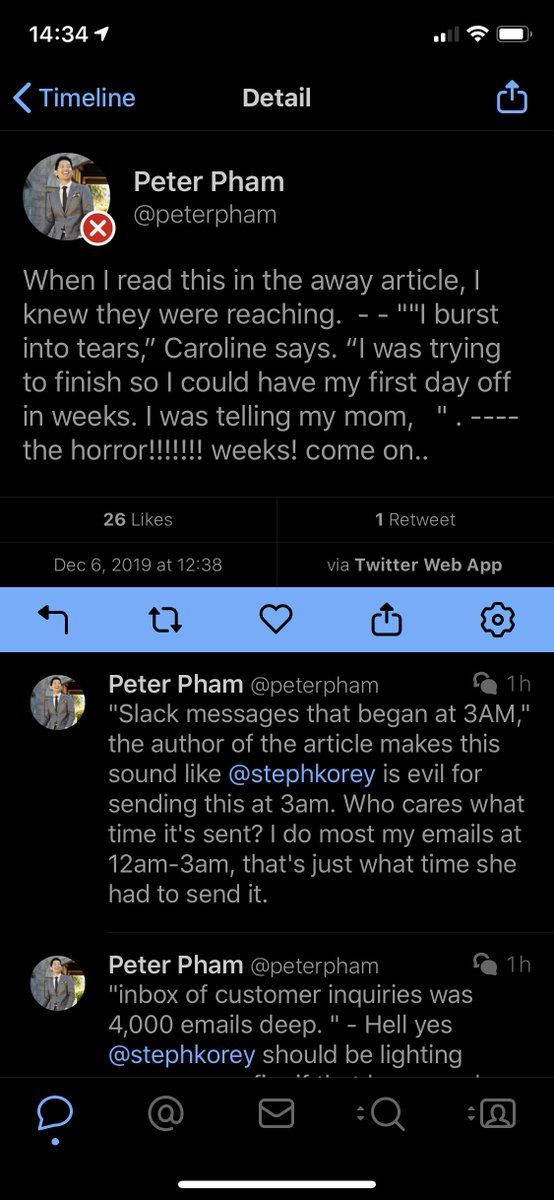 14:34
Timeline
Detail
Peter Pham
@peterpham
When I read this in the away article, I
knew they were reaching.  - - ""I burst
into tears,” Caroline says. “I was trying
to finish so I could have my first day off
in weeks. I was telling my mom,   " . ----
the horror!!!!!!! weeks! come on..
26 Likes
1 Retweet
Dec 6, 2019 at 12:38
via Twitter Web App
Peter Pham @peterpham
1h
"Slack messages that began at 3AM,"
the author of the article makes this
sound like @stephkorey is evil for
sending this at 3am. Who cares what
time it's sent? I do most my emails at
12am-3am, that's just what time she
had to send it.
Peter Pham @peterpham
1h
"inbox of customer inquiries was
4,000 emails deep. " - Hell yes
@stephkorey should be lighting